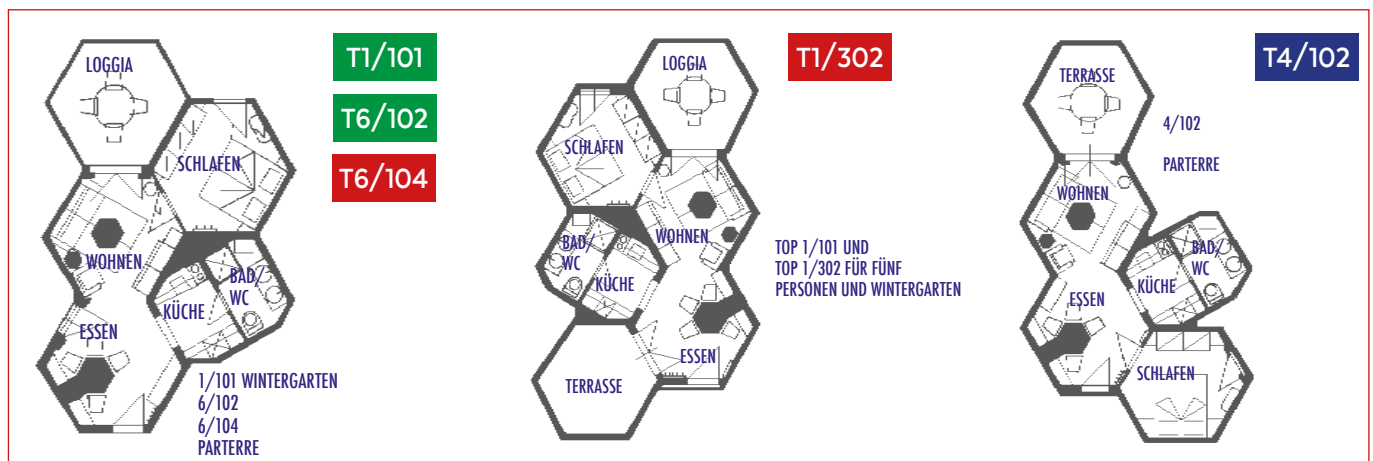 LOGGIA
T1/101
T6/102
T6/104
SCHLAFEN
WOHNEN
BAD/
WC
KÜCHE
ESSEN
1/101 WINTERGARTEN
6/102
6/104
PARTERRE
LOGGIA
T1/302
SCHLAFEN
BAD/
WC
WOHNEN
KÜCHE
ESSEN
TERRASSE
TOP 1/101 UND
TOP 1/302 FÜR FÜNF
PERSONEN UND WINTERGARTEN
TERRASSE
T4/102
4/102
PARTERRE
WOHNEN
BAD/
WC
KÜCHE
ESSEN
SCHLAFEN